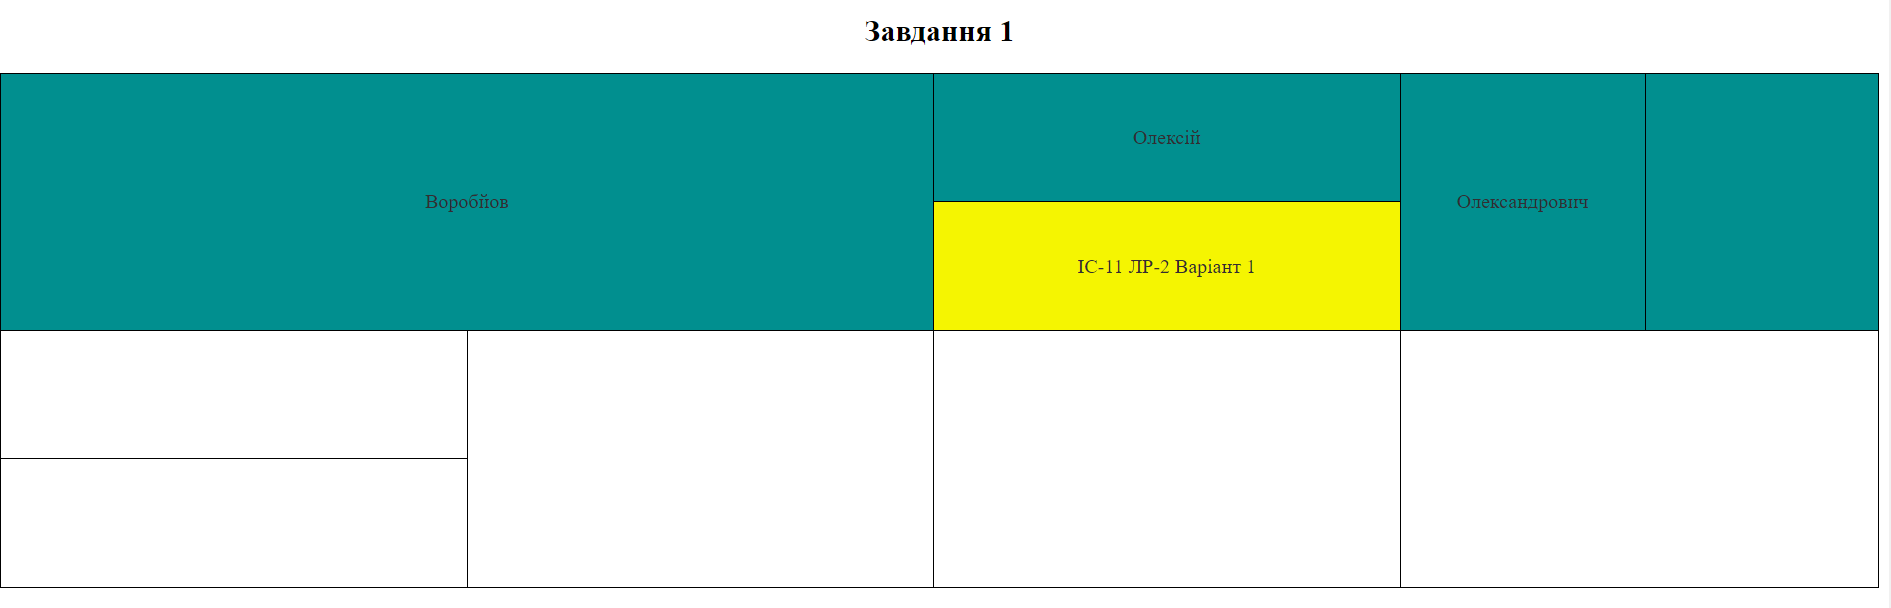 Завдання 1
Воробйов
Олексій
Олександрович
ІС-11 ЛР-2 Варіант 1